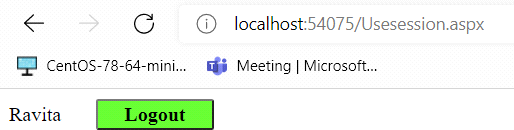 localhost:54075/Usesession.aspx
CentOS-78-64-mini... Meeting | Microsoft...
Ravita Logout